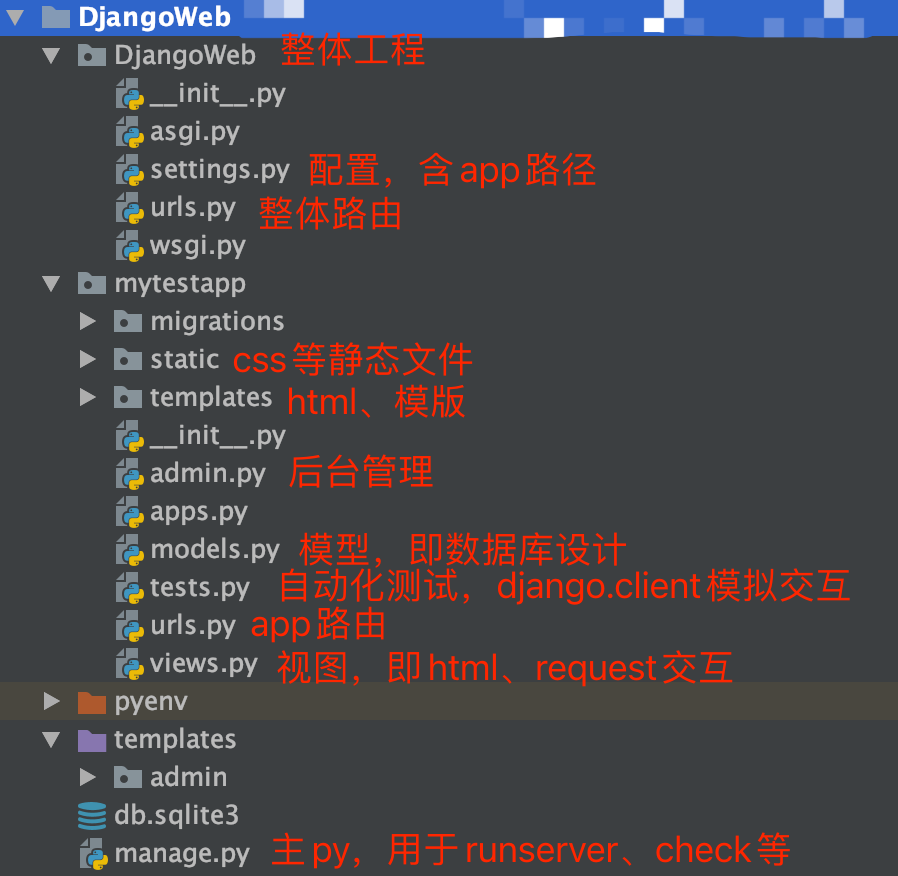 DjangoWeb
DjangoWeb 整体工程
__init__.py
asgi.py
settings.py 配置，含app路径
urls.py 整体路由
wsgi.py
mytestapp
migrations
static css等静态文件
templates html、模版
__init__.py
admin.py 后台管理
apps.py
models.py 模型，即数据库设计
tests.py 自动化测试，django.client模拟交互
urls.py app路由
views.py 视图，即html、request交互
pyenv
templates
admin
db.sqlite3
manage.py 主py，用于runserver、check等